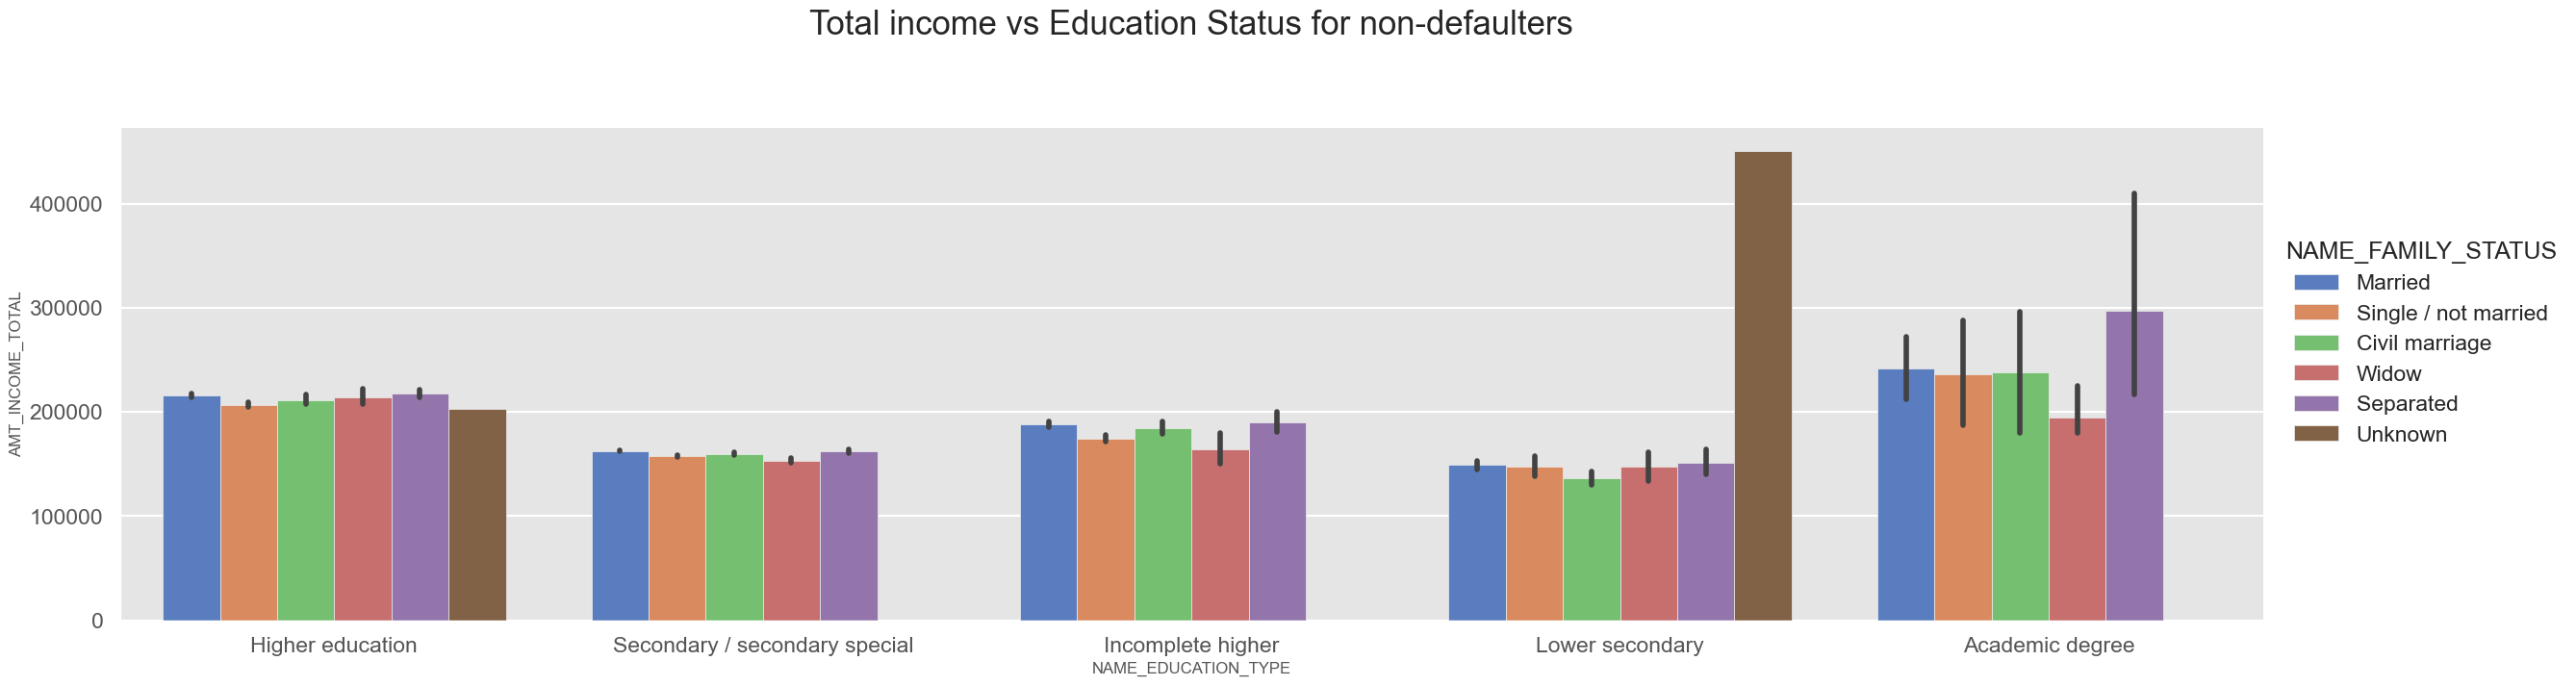 Total income vs Education Status for non-defaulters
AMT_INCOME_TOTAL
400000
300000
200000
100000
0
Higher education
Secondary / secondary special
Incomplete higher
Lower secondary
Academic degree
NAME_EDUCATION_TYPE
NAME_FAMILY_STATUS
Married
Single / not married
Civil marriage
Widow
Separated
Unknown